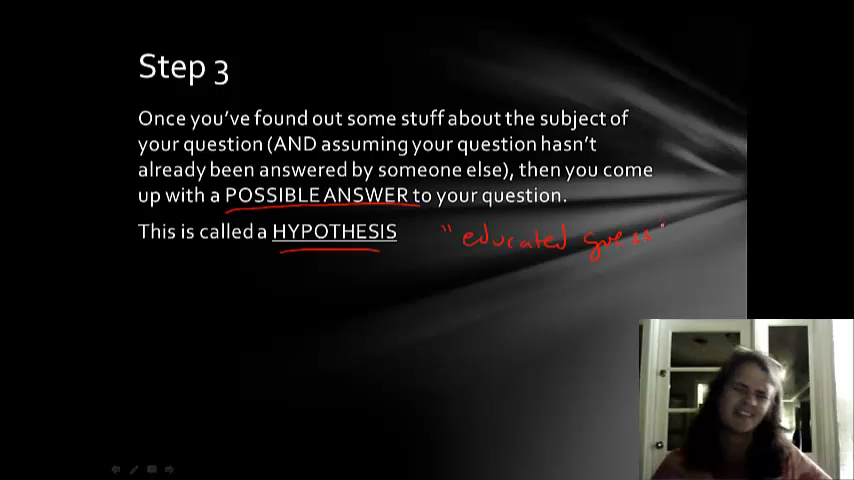 Step 3
Once you've found out some stuff about the subject of
your question (AND assuming your question hasn't
already been answered by someone else), then you come
up with a POSSIBLE ANSWER to your question.
This is called a HYPOTHESIS "educated guess"